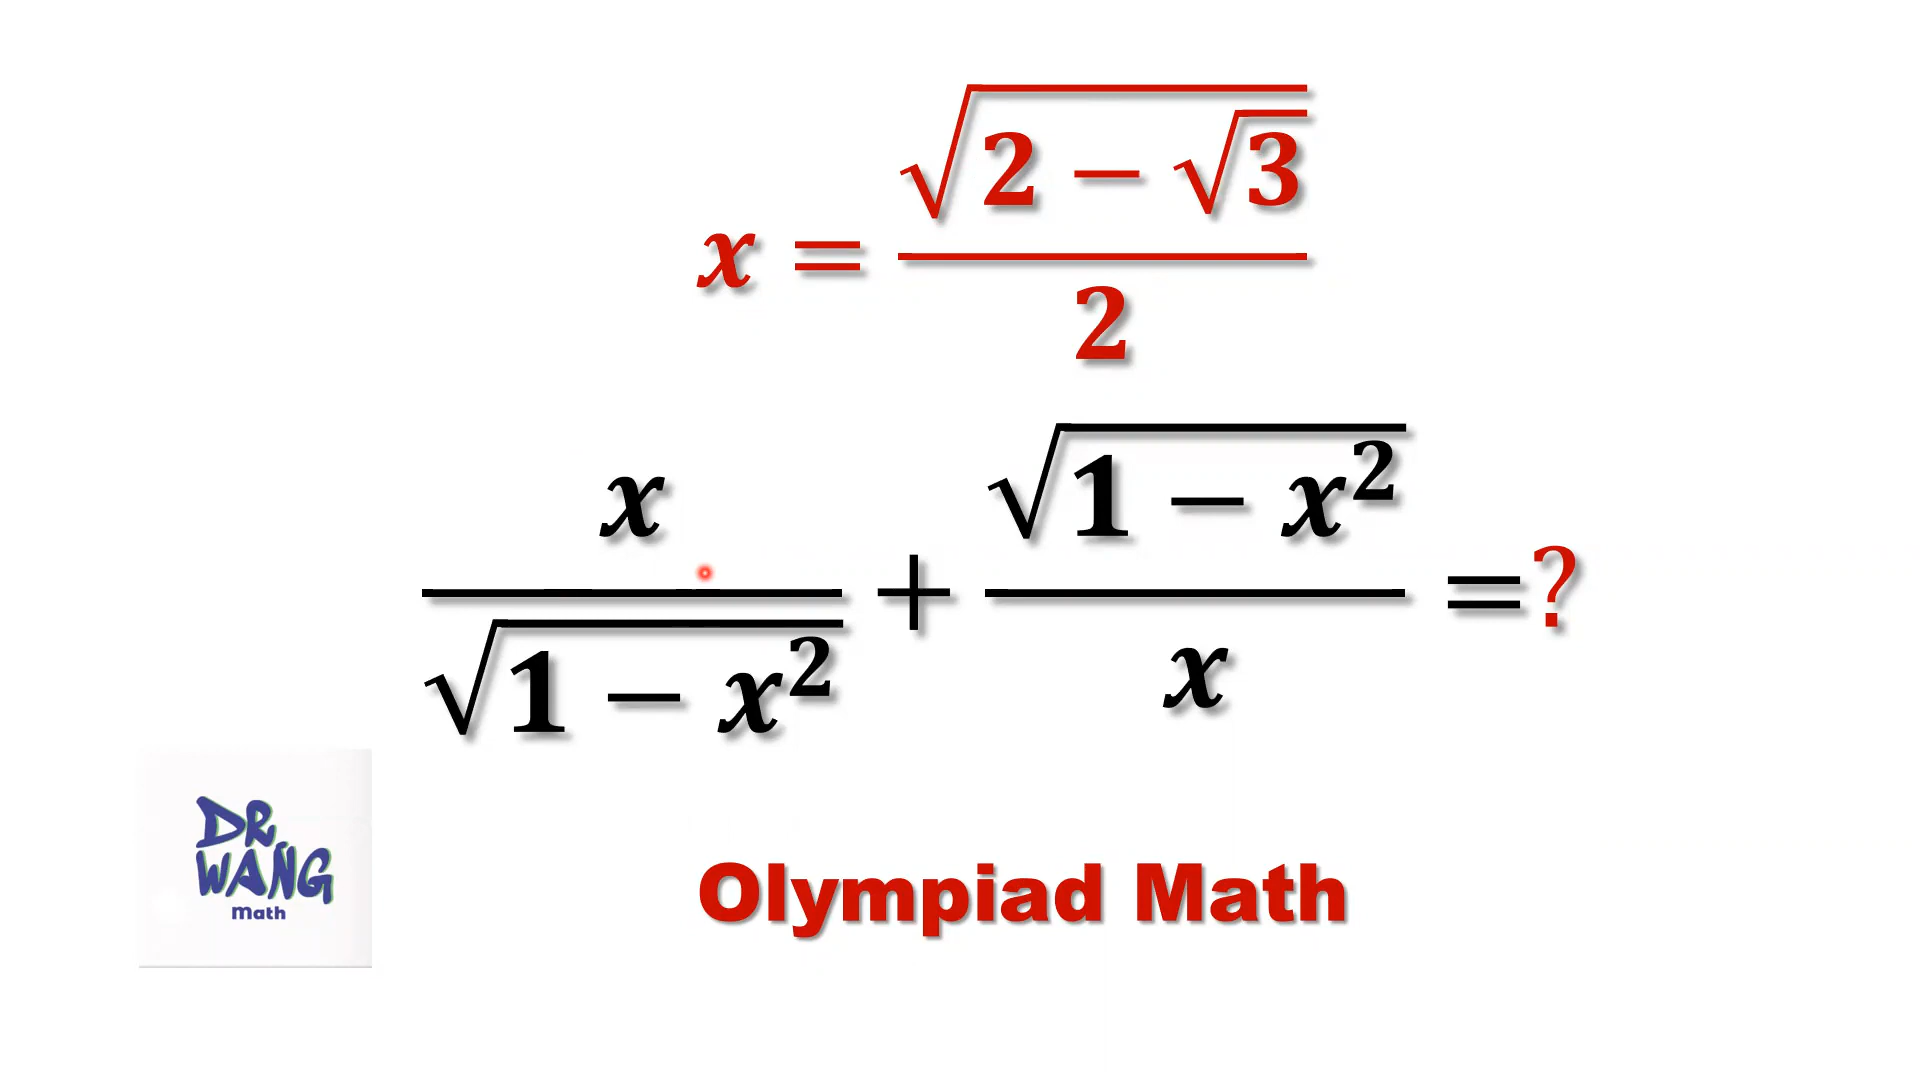 x = √(2 − √3) / 2
x / √(1 − x²) + √(1 − x²) / x =?
DR
WANG
Math
Olympiad Math